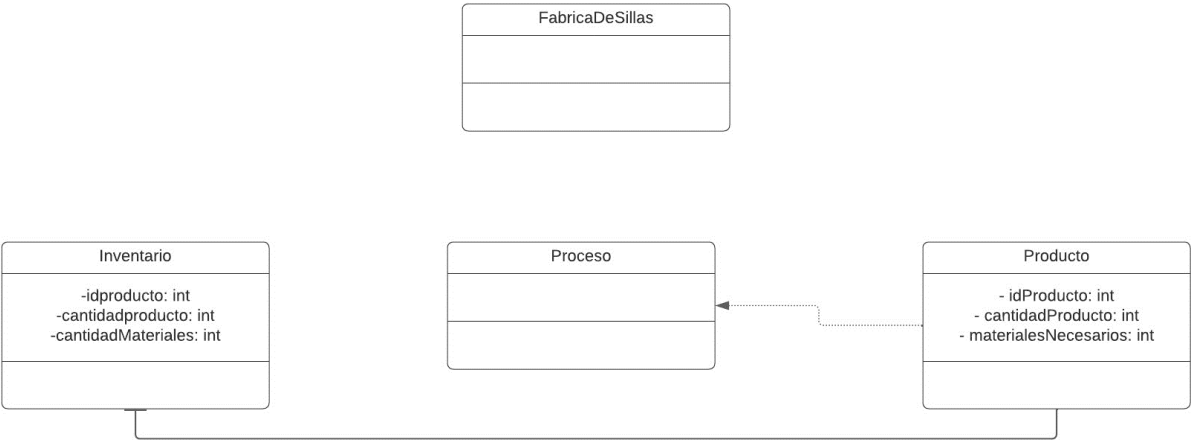 FabricaDeSillas
Inventario
-idproducto: int
-cantidadproducto: int
-cantidadMateriales: int
Proceso
Producto
- idProducto: int
- cantidadProducto: int
- materialesNecesarios: int